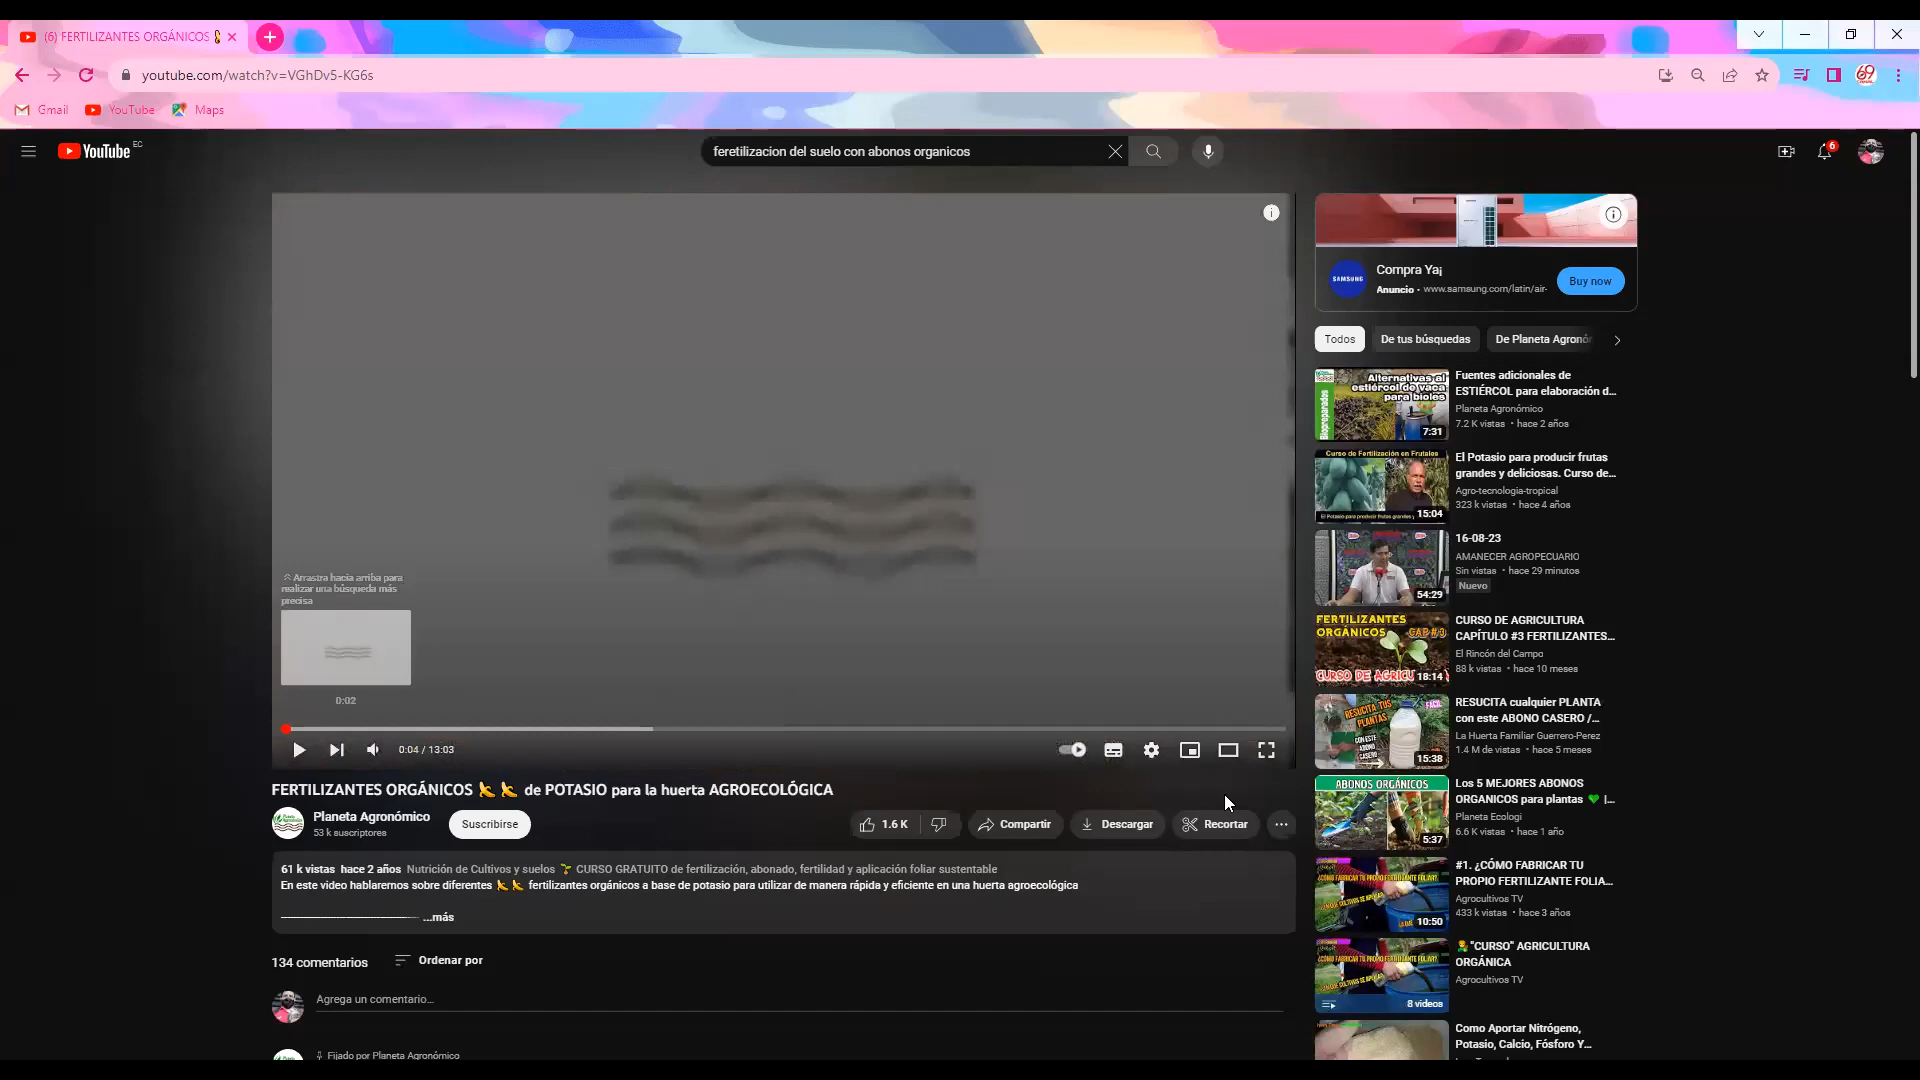 (6) FERTILIZANTES ORGÁNICOS
youtube.com/watch?v=VGhDv5-KG6s
Gmail YouTube Maps
YouTube EC
feretilizacion del suelo con abonos organicos
6
Arrastra hacia arriba para
realizar una búsqueda más
precisa
0:02
0:04 / 13:03
FERTILIZANTES ORGÁNICOS 🍌 🍌 de POTASIO para la huerta AGROECOLÓGICA
Planeta Agronómico
53 k suscriptores
Suscribirse
1.6 K
Compartir
Descargar
Recortar
61 k vistas hace 2 años Nutrición de Cultivos y suelos 🌱 CURSO GRATUITO de fertilización, abonado, fertilidad y aplicación foliar sustentable
En este video hablaremos sobre diferentes 🍌 🍌 fertilizantes orgánicos a base de potasio para utilizar de manera rápida y eficiente en una huerta agroecológica
...más
134 comentarios
Ordenar por
Agrega un comentario...
Fijado por Planeta Agronómico
SAMSUNG
Compra Ya¡
Anuncio · www.samsung.com/latin/air-
Buy now
Todos
De tus búsquedas
De Planeta Agronó
Alternativas al
estiércol de vaca
para bioles
Biopreparados
7:31
Fuentes adicionales de
ESTIÉRCOL para elaboración d...
Planeta Agronómico
7.2 K vistas · hace 2 años
Curso de Fertilización en Frutales
15:04
El Potasio para producir frutas
grandes y deliciosas. Curso de...
Agro-tecnologia-tropical
323 k vistas · hace 4 años
54:29
16-08-23
AMANECER AGROPECUARIO
Sin vistas · hace 29 minutos
Nuevo
FERTILIZANTES
ORGÁNICOS CAP#3
CURSO DE AGRICU
18:14
CURSO DE AGRICULTURA
CAPÍTULO #3 FERTILIZANTES...
El Rincón del Campo
88 k vistas · hace 10 meses
RESUCITA TUS
PLANTAS
FÁCIL
CON ESTE
ABONO
CASERO
15:38
RESUCITA cualquier PLANTA
con este ABONO CASERO /...
La Huerta Familiar Guerrero-Perez
1.4 M de vistas · hace 5 meses
ABONOS ORGÁNICOS
5:37
Los 5 MEJORES ABONOS
ORGANICOS para plantas 💚 |...
Planeta Ecologi
6.6 K vistas · hace 1 año
¿CÓMO FABRICAR TU PROPIO FERTILIZANTE FOLIAR?
10:50
#1. ¿CÓMO FABRICAR TU
PROPIO FERTILIZANTE FOLIA...
Agrocultivos TV
433 k vistas · hace 3 años
¿CÓMO FABRICAR TU PROPIO FERTILIZANTE FOLIAR?
8 videos
"CURSO" AGRICULTURA
ORGÁNICA
Agrocultivos TV
Como Aportar Nitrógeno,
Potasio, Calcio, Fósforo Y...